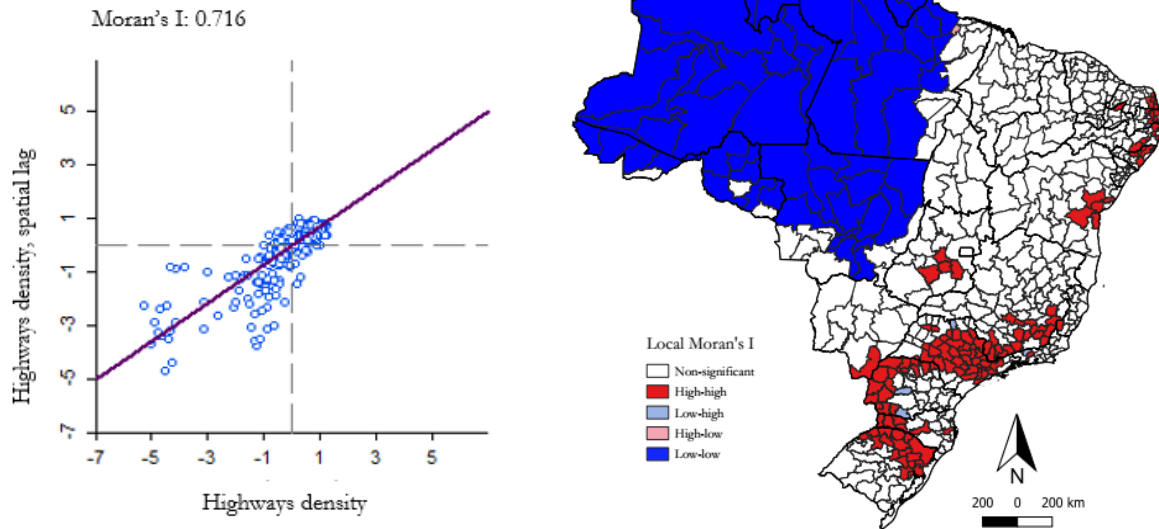 Moran's I: 0.716
Highways density, spatial lag
5
3
1
-1
-3
-5
-7
-7
-5
-3
-1
1
3
5
Highways density
Local Moran's I
Non-significant
High-high
Low-high
High-low
Low-low
N
200 0 200 km